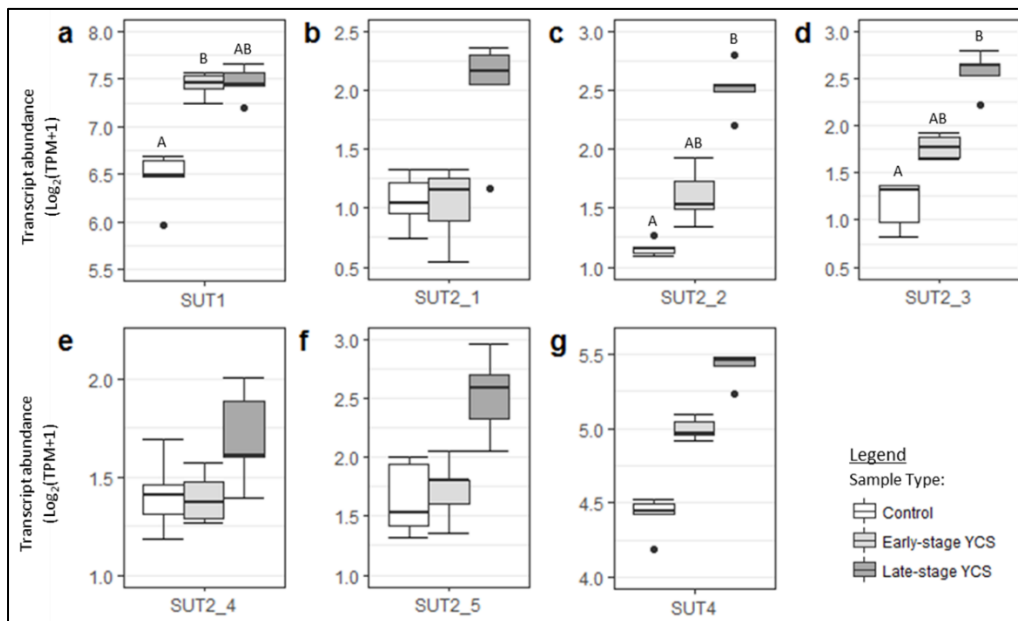 a
8.0
7.5
7.0
6.5
6.0
5.5
A
B
AB
SUT1
b
2.5
2.0
1.5
1.0
0.5
SUT2_1
c
3.0
2.5
2.0
1.5
1.0
A
AB
B
SUT2_2
d
3.0
2.5
2.0
1.5
1.0
0.5
A
AB
B
SUT2_3
Transcript abundance
(Log₂(TPM+1)
e
2.0
1.5
1.0
SUT2_4
f
3.0
2.5
2.0
1.5
1.0
SUT2_5
g
5.5
5.0
4.5
4.0
SUT4
Transcript abundance
(Log₂(TPM+1)
Legend
Sample Type:
Control
Early-stage YCS
Late-stage YCS